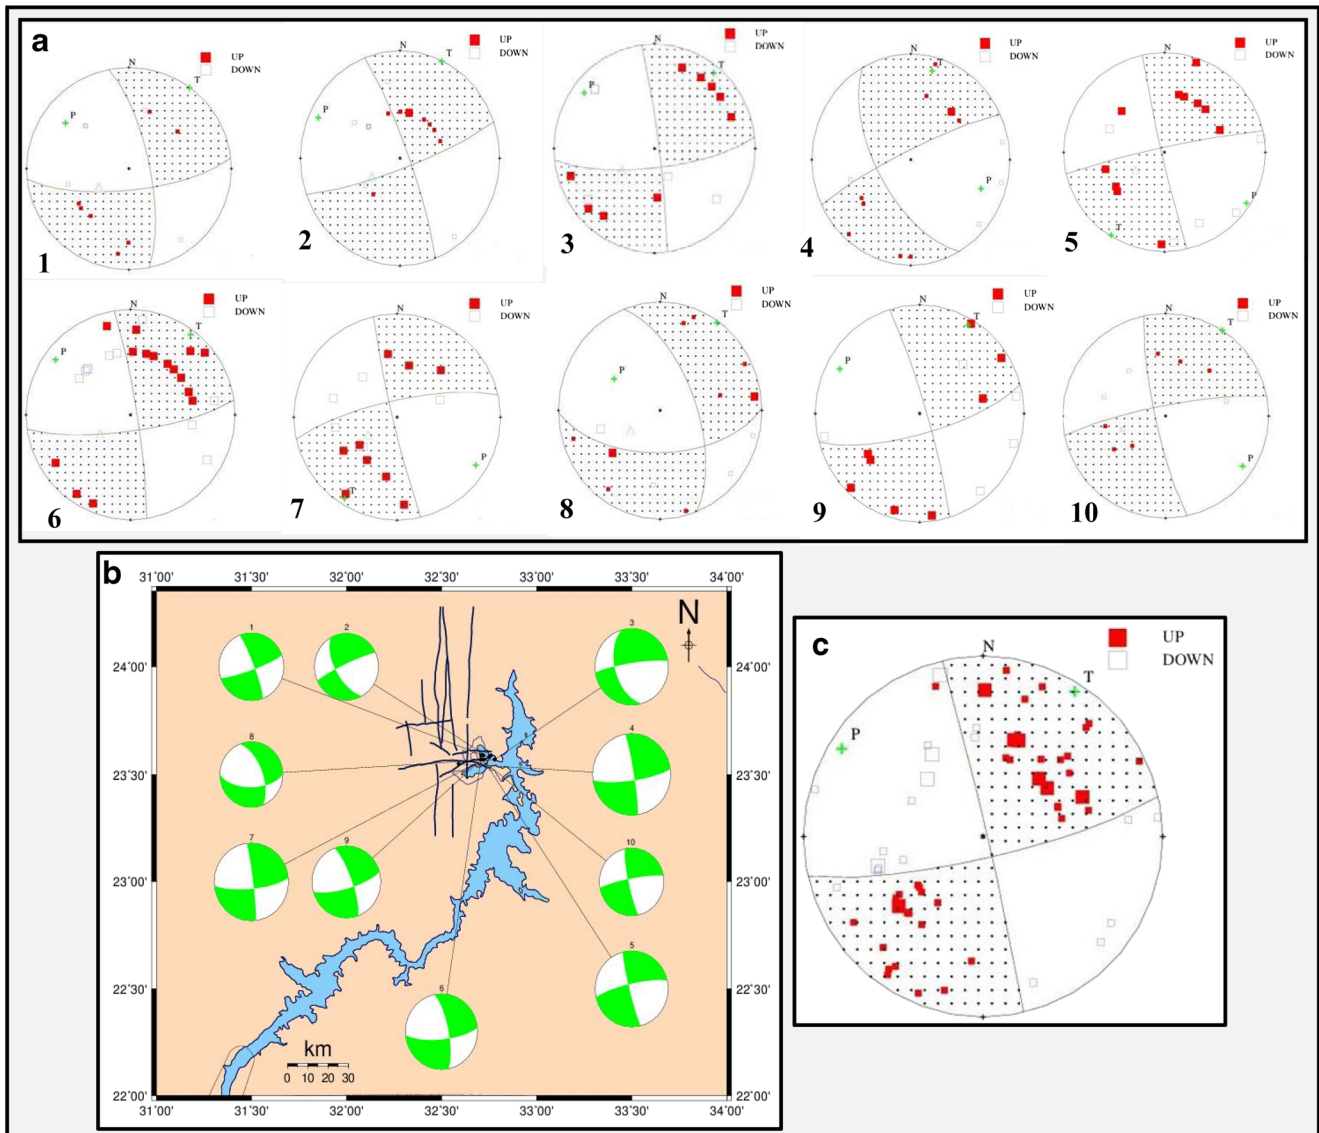 a
N
UP
DOWN
T
P
1
N
UP
DOWN
T
P
2
N
UP
DOWN
T
P
3
N
UP
DOWN
T
P
4
N
UP
DOWN
P
T
5
N
UP
DOWN
T
P
6
N
UP
DOWN
P
T
7
N
UP
DOWN
T
P
8
N
UP
DOWN
T
P
9
N
UP
DOWN
T
P
10
b
31˚00' 31˚30' 32˚00' 32˚30' 33˚00' 33˚30' 34˚00'
24˚00' 24˚00'
23˚30' 23˚30'
23˚00' 23˚00'
22˚30' 22˚30'
22˚00' 22˚00'
31˚00' 31˚30' 32˚00' 32˚30' 33˚00' 33˚30' 34˚00'
N
1 2 3
8 4
7 9 10
5
6
km
0 10 20 30
c
N
UP
DOWN
T
P